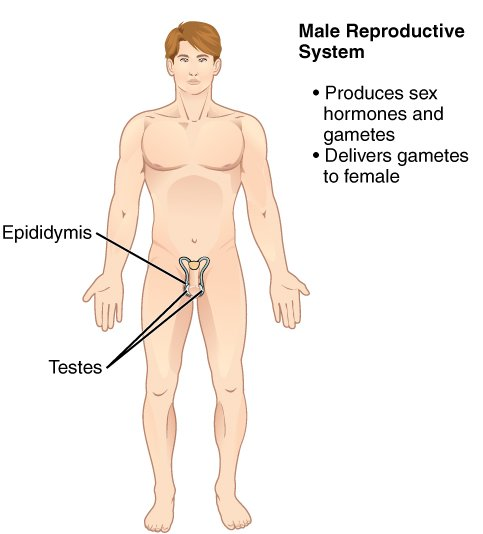 Male Reproductive
System
• Produces sex
hormones and
gametes
• Delivers gametes
to female
Epididymis
Testes